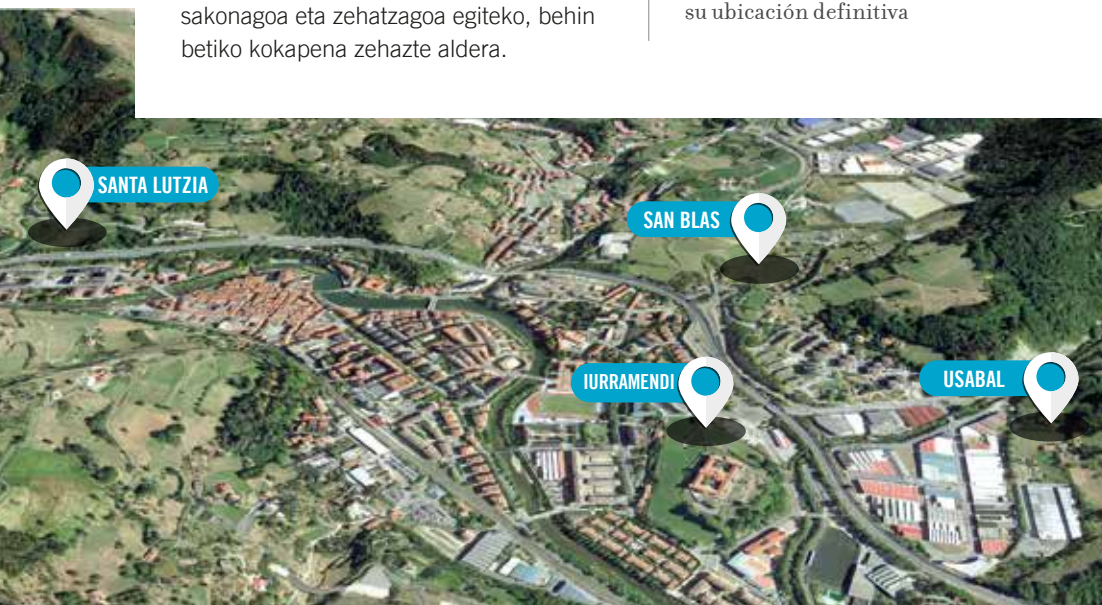 sakonagoa eta zehatzagoa egiteko, behin
betiko kokapena zehazte aldera.
su ubicación definitiva
SANTA LUTZIA
SAN BLAS
IURRAMENDI
USABAL